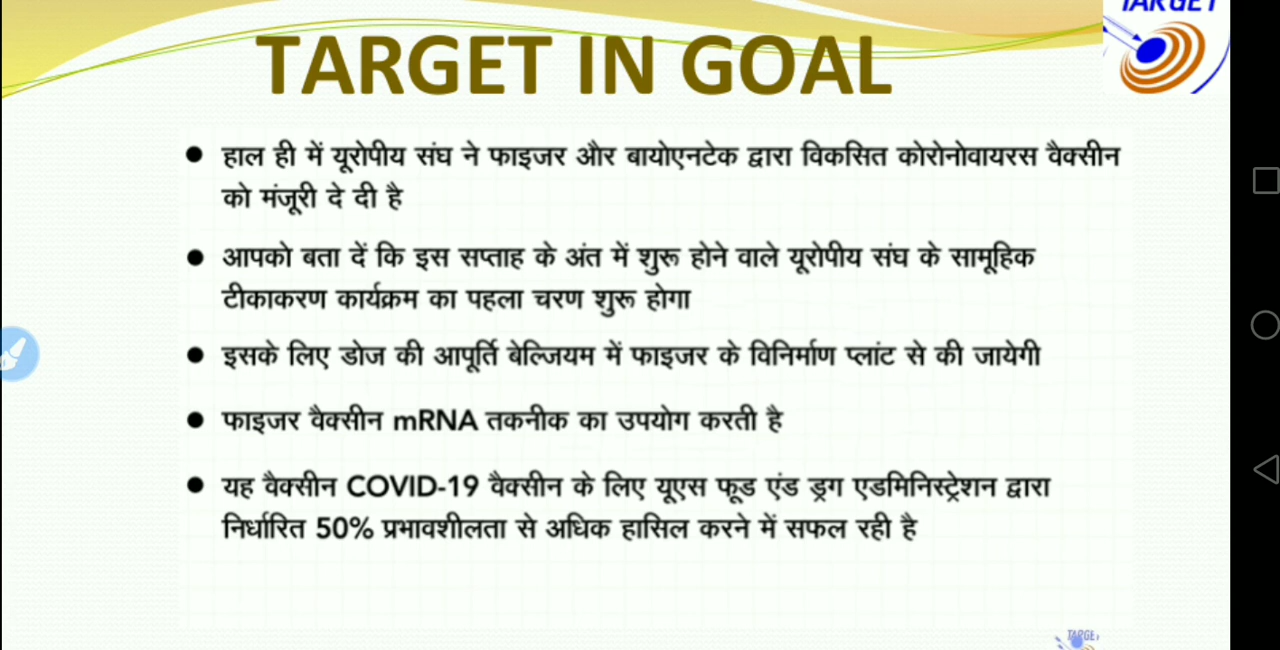 TARGET
TARGET IN GOAL
हाल ही में यूरोपीय संघ ने फाइजर और बायोएनटेक द्वारा विकसित कोरोनोवायरस वैक्सीन
को मंजूरी दे दी है
आपको बता दें कि इस सप्ताह के अंत में शुरू होने वाले यूरोपीय संघ के सामूहिक
टीकाकरण कार्यक्रम का पहला चरण शुरू होगा
इसके लिए डोज की आपूर्ति बेल्जियम में फाइजर के विनिर्माण प्लांट से की जायेगी
फाइजर वैक्सीन mRNA तकनीक का उपयोग करती है
यह वैक्सीन COVID-19 वैक्सीन के लिए यूएस फूड एंड ड्रग एडमिनिस्ट्रेशन द्वारा
निर्धारित 50% प्रभावशीलता से अधिक हासिल करने में सफल रही है
TARGET